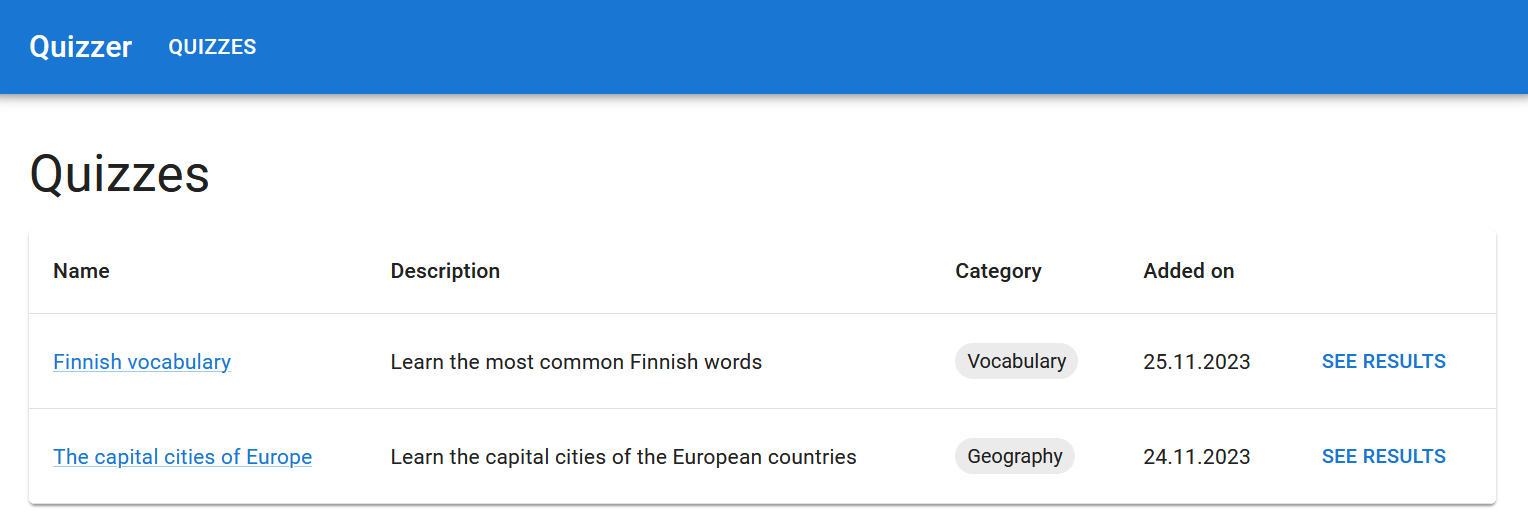 Quizzer QUIZZES
Quizzes
Name Description Category Added on
Finnish vocabulary Learn the most common Finnish words Vocabulary 25.11.2023 SEE RESULTS
The capital cities of Europe Learn the capital cities of the European countries Geography 24.11.2023 SEE RESULTS